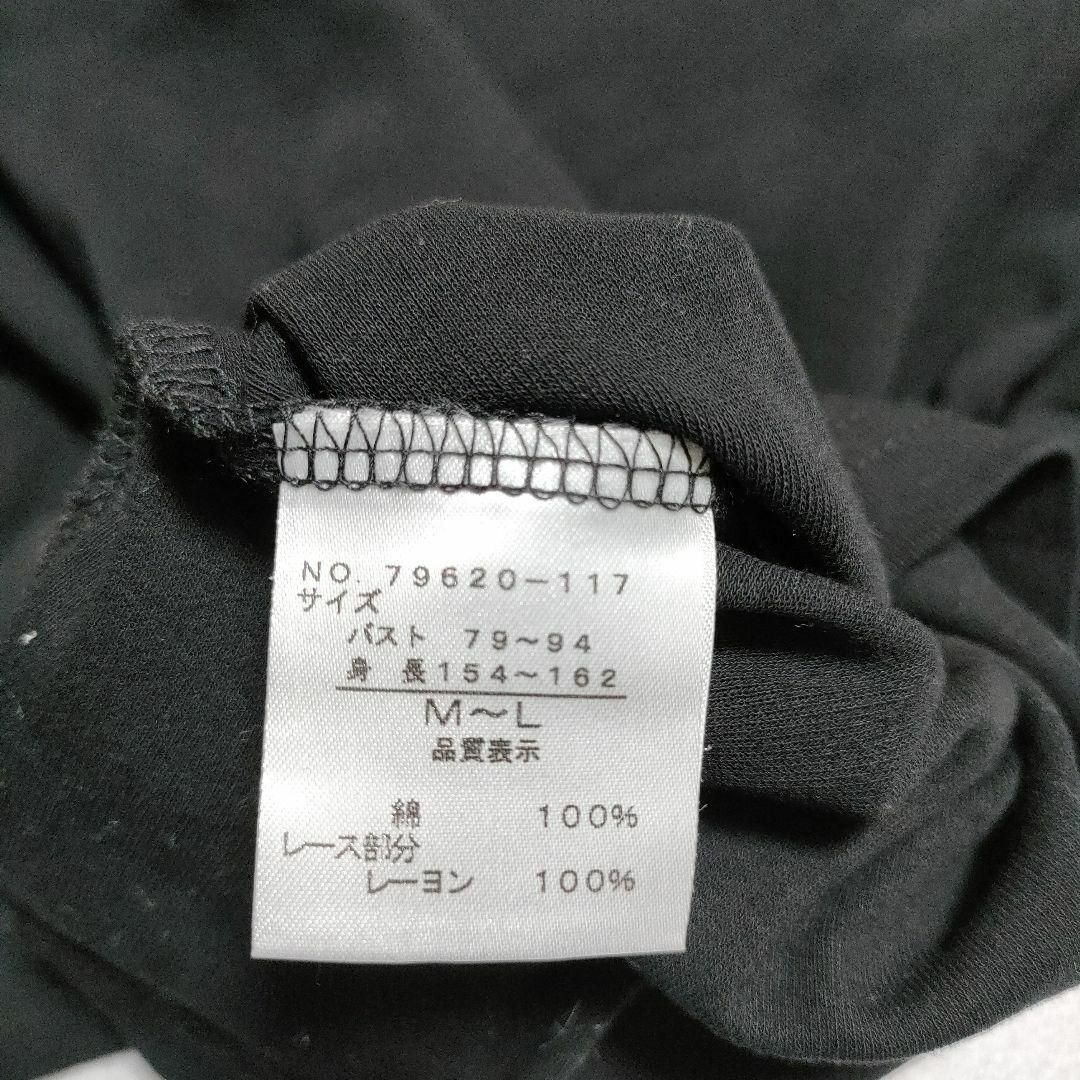 NO. 79620-117
サイズ
バスト 79~94
身 長154~162
M~L
品質表示
綿 100%
レース部分
レーヨン 100%